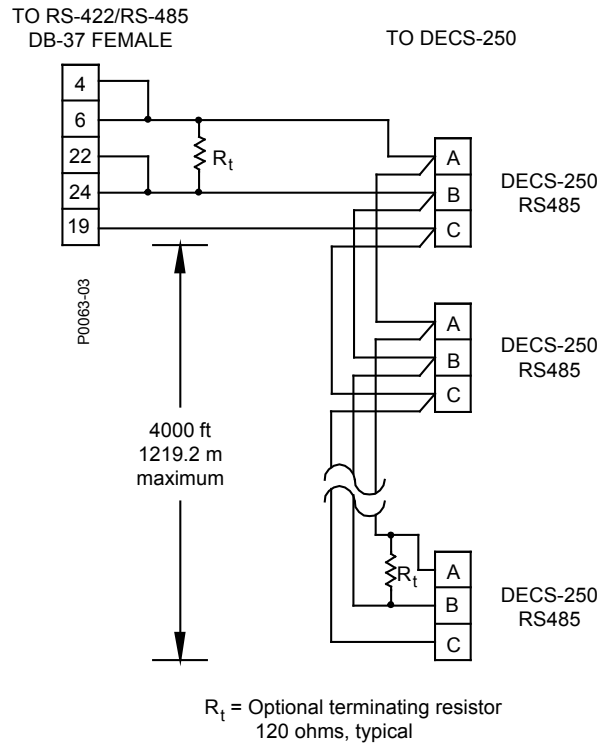 TO RS-422/RS-485
DB-37 FEMALE
TO DECS-250
4
6
22
24
19
Rt
A
B
C
DECS-250
RS485
P0063-03
A
B
C
DECS-250
RS485
4000 ft
1219.2 m
maximum
Rt
A
B
C
DECS-250
RS485
Rt = Optional terminating resistor
120 ohms, typical